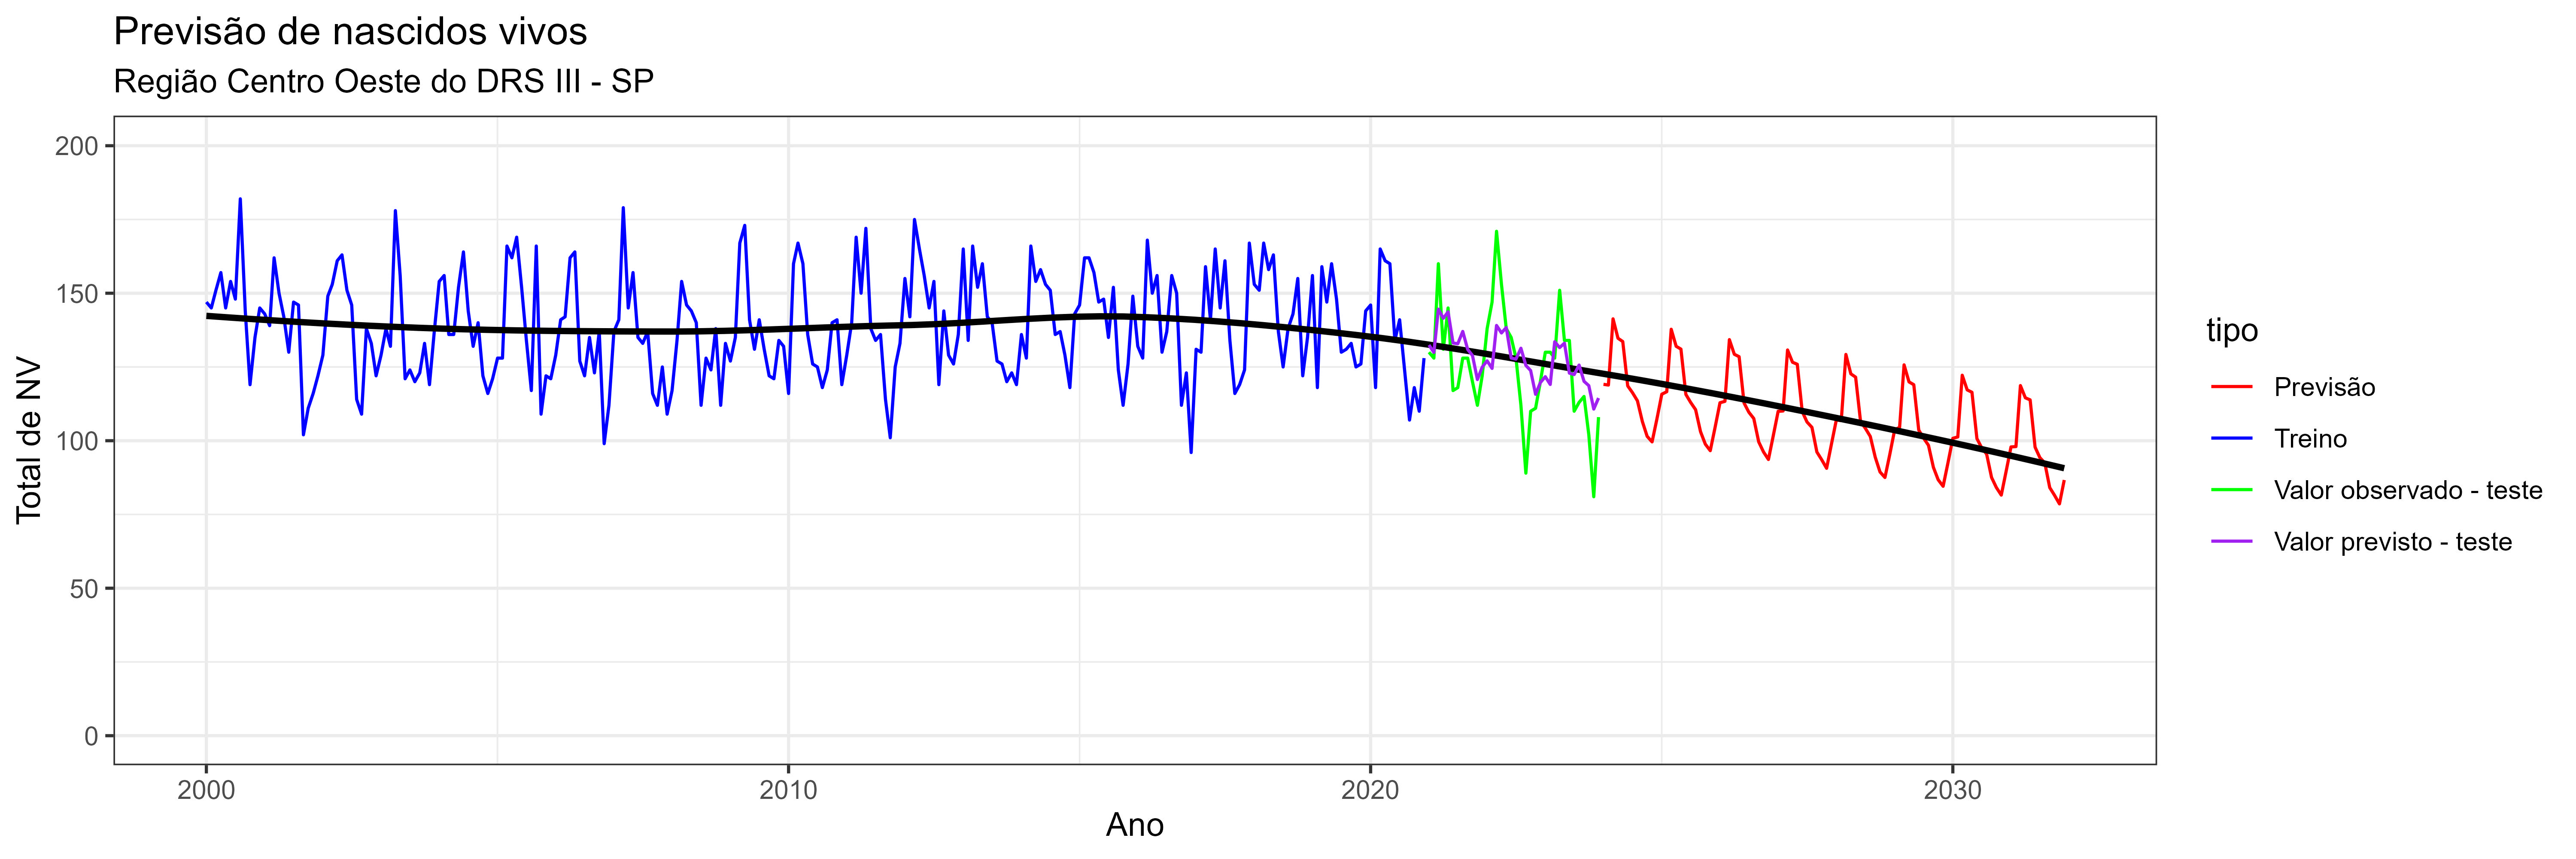 Previsão de nascidos vivos
Região Centro Oeste do DRS III - SP
Total de NV
200
150
100
50
0
2000
2010
2020
2030
Ano
tipo
Previsão
Treino
Valor observado - teste
Valor previsto - teste